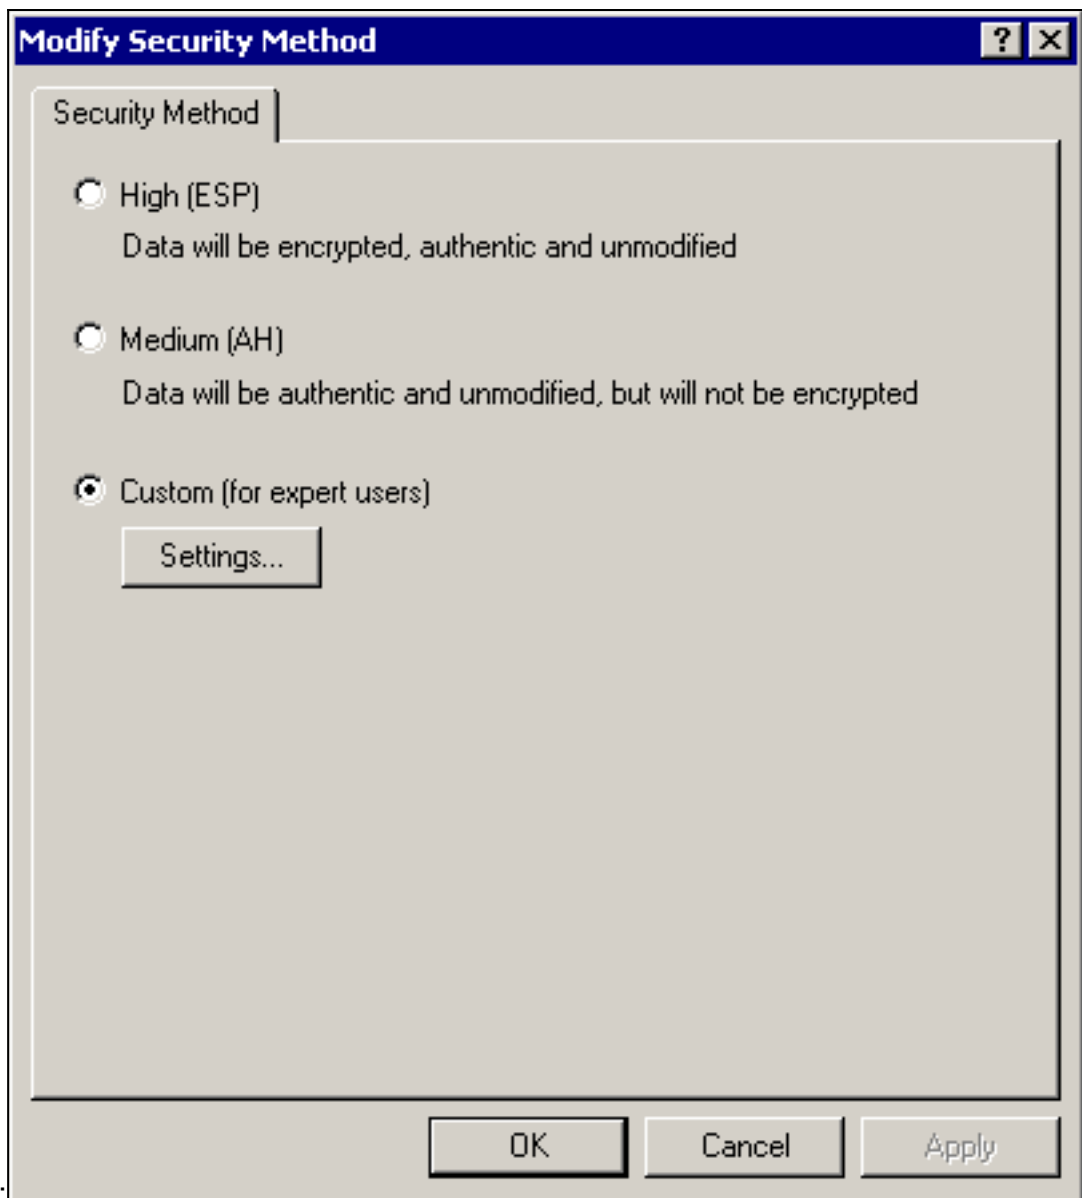 Modify Security Method
Security Method
High (ESP)
Data will be encrypted, authentic and unmodified
Medium (AH)
Data will be authentic and unmodified, but will not be encrypted
Custom (for expert users)
Settings...
OK Cancel Apply